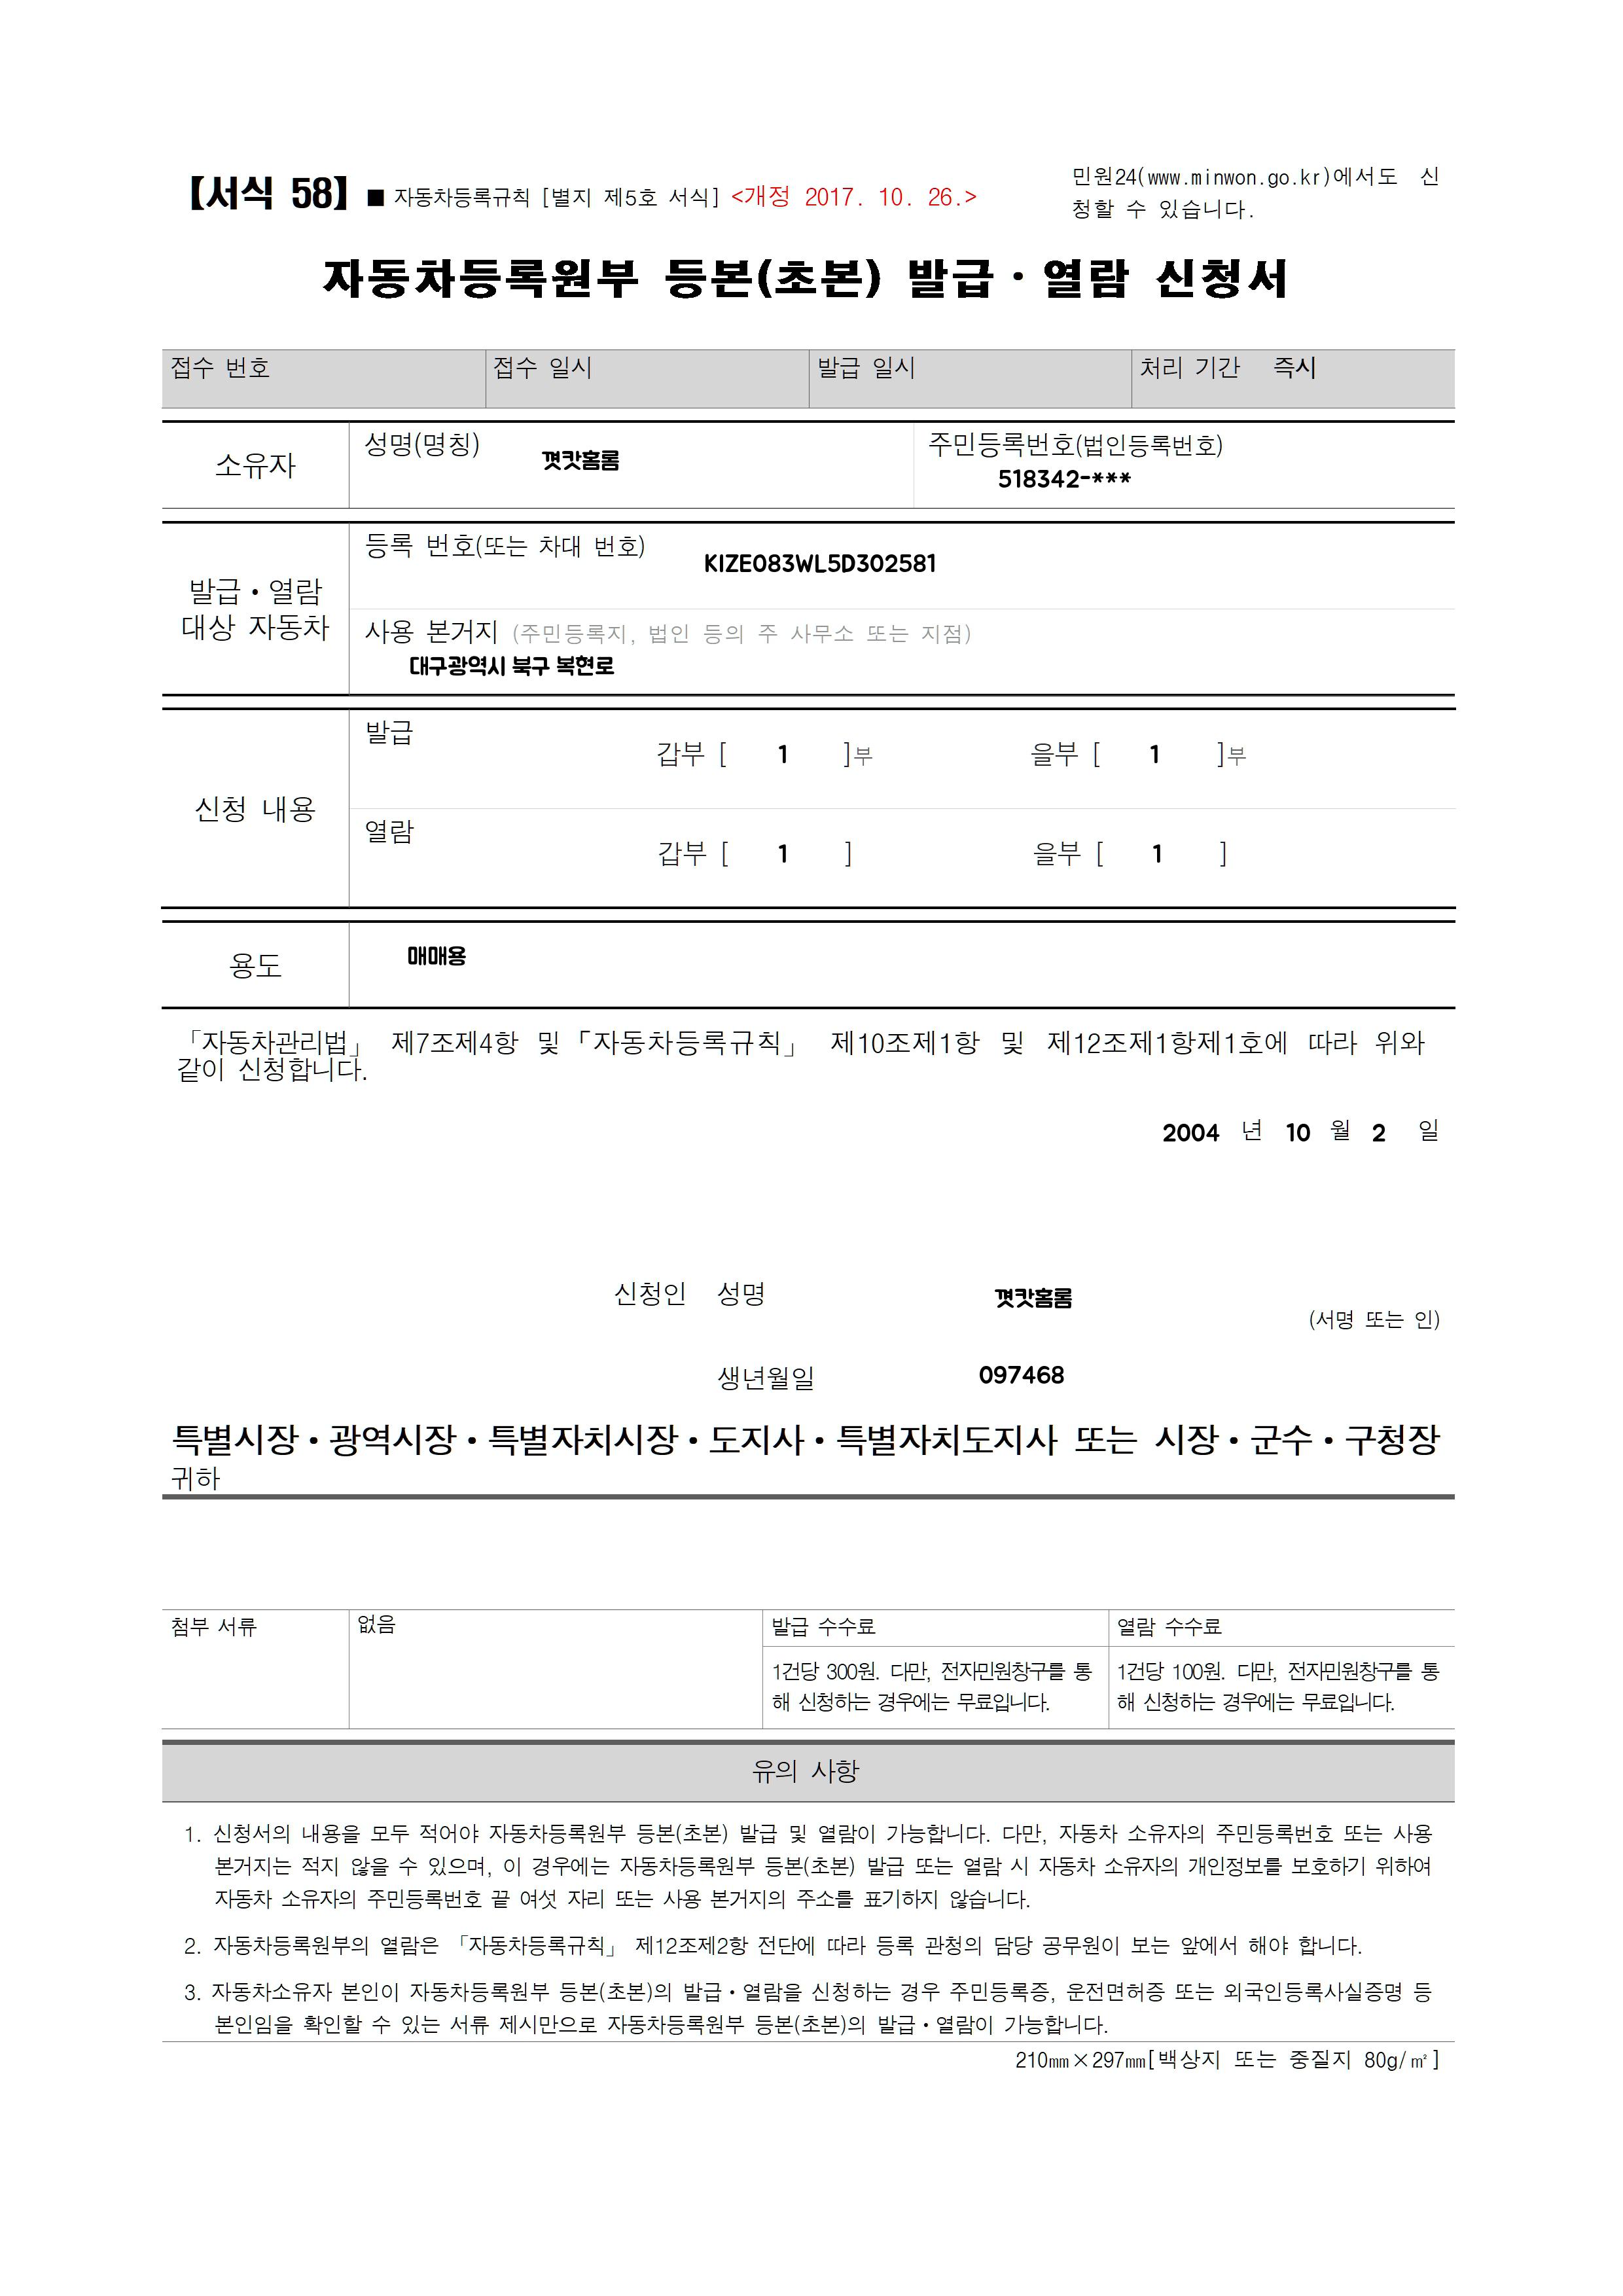 【서식 58】 ■ 자동차등록규칙 [별지 제5호 서식] <개정 2017. 10. 26.>
민원24(www.minwon.go.kr)에서도 신
청할 수 있습니다.
자동차등록원부 등본(초본) 발급·열람 신청서
접수 번호 접수 일시 발급 일시 처리 기간 즉시
소유자
성명(명칭)
주민등록번호(법인등록번호)
518342-***
발급·열람
대상 자동차
등록 번호(또는 차대 번호) KIZE083WL5D302581
사용 본거지 (주민등록지, 법인 등의 주 사무소 또는 지점)
대구광역시 북구 복현로
신청 내용
발급
갑부 [ 1 ]부 을부 [ 1 ]부
열람
갑부 [ 1 ] 을부 [ 1 ]
용도
매매용
「자동차관리법」 제7조제4항 및 「자동차등록규칙」 제10조제1항 및 제12조제1항제1호에 따라 위와
같이 신청합니다.
2004 년 10 월 2 일
신청인 성명
(서명 또는 인)
생년월일 097468
특별시장·광역시장·특별자치시장·도지사·특별자치도지사 또는 시장·군수·구청장
귀하
첨부 서류 없음
발급 수수료 열람 수수료
1건당 300원. 다만, 전자민원창구를 통
해 신청하는 경우에는 무료입니다.
1건당 100원. 다만, 전자민원창구를 통
해 신청하는 경우에는 무료입니다.
유의 사항
1. 신청서의 내용을 모두 적어야 자동차등록원부 등본(초본) 발급 및 열람이 가능합니다. 다만, 자동차 소유자의 주민등록번호 또는 사용
본거지는 적지 않을 수 있으며, 이 경우에는 자동차등록원부 등본(초본) 발급 또는 열람 시 자동차 소유자의 개인정보를 보호하기 위하여
자동차 소유자의 주민등록번호 끝 여섯 자리 또는 사용 본거지의 주소를 표기하지 않습니다.
2. 자동차등록원부의 열람은 「자동차등록규칙」 제12조제2항 전단에 따라 등록 관청의 담당 공무원이 보는 앞에서 해야 합니다.
3. 자동차소유자 본인이 자동차등록원부 등본(초본)의 발급·열람을 신청하는 경우 주민등록증, 운전면허증 또는 외국인등록사실증명 등
본인임을 확인할 수 있는 서류 제시만으로 자동차등록원부 등본(초본)의 발급·열람이 가능합니다.
210㎜×297㎜[백상지 또는 중질지 80g/㎡]